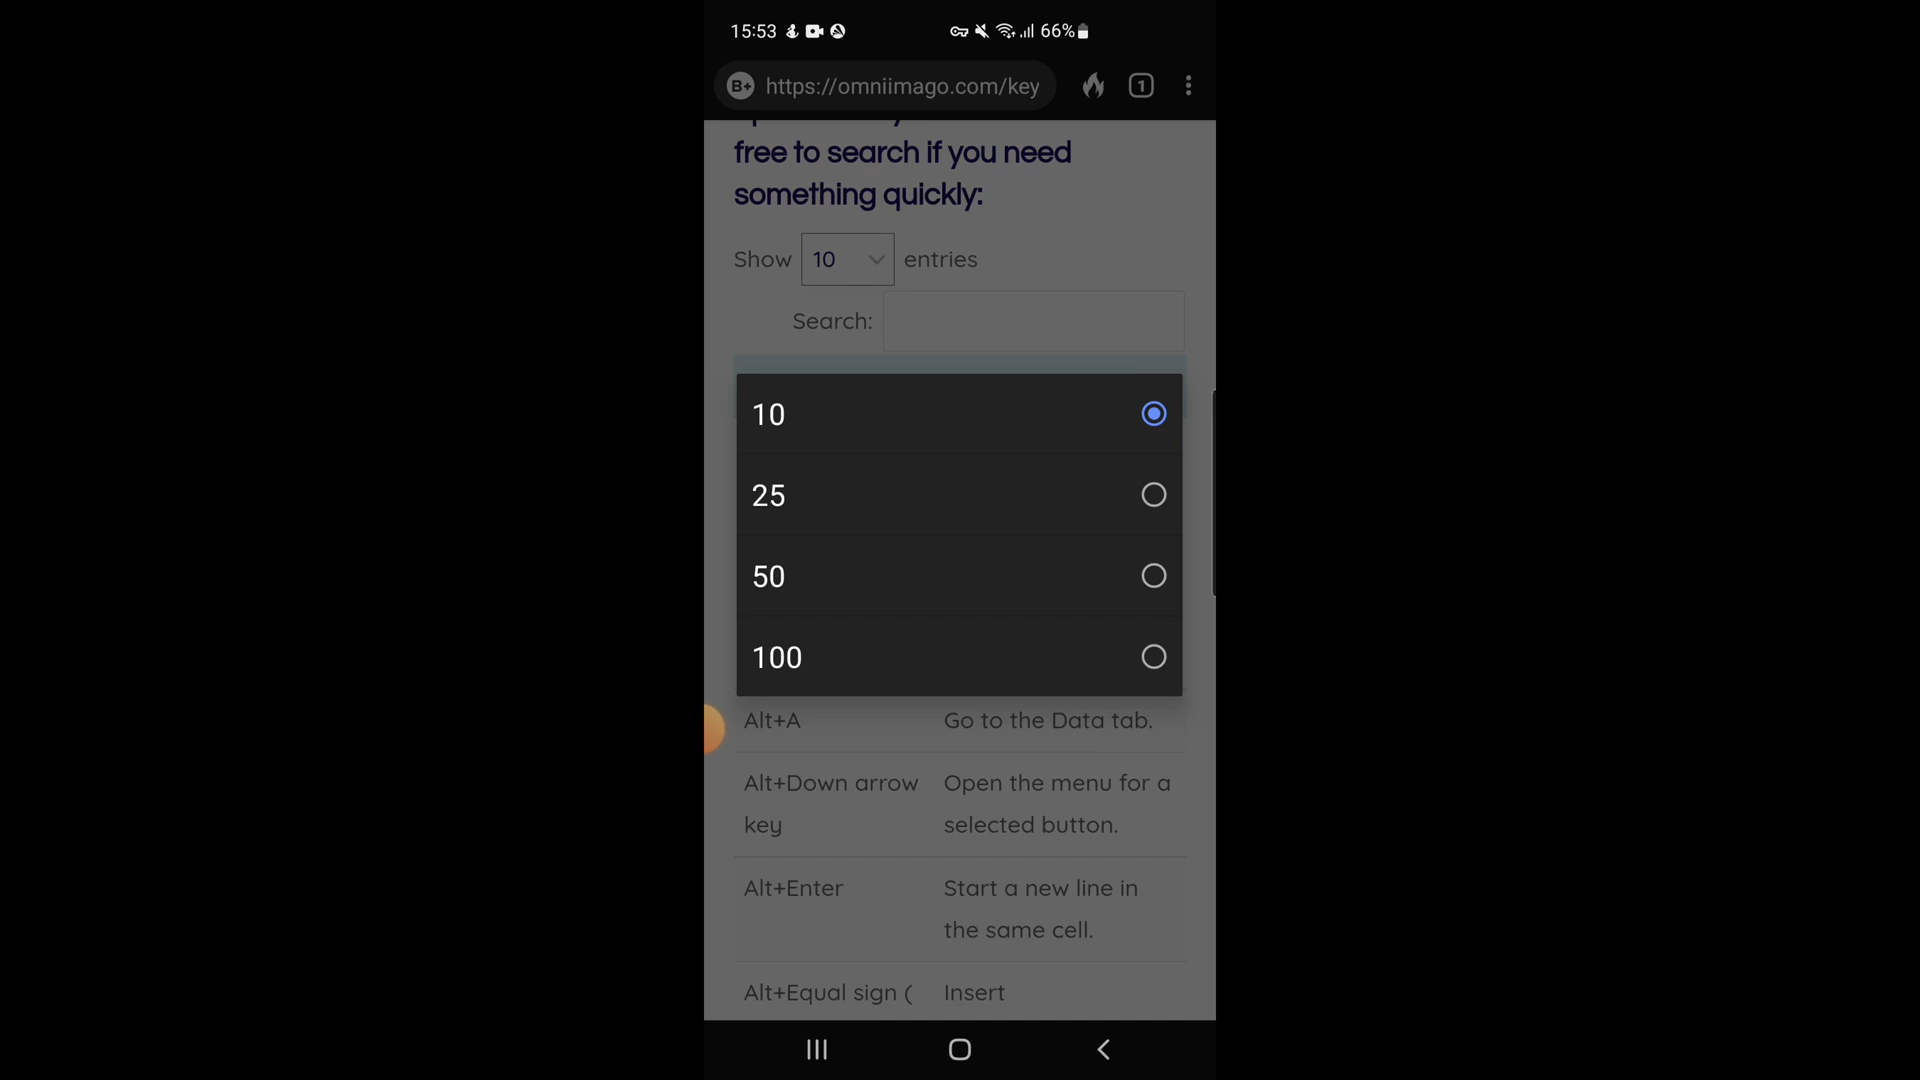 15:53
66%
B+ https://omniimago.com/key
1
free to search if you need
something quickly:
Show 10 entries
Search:
10
25
50
100
Alt+A Go to the Data tab.
Alt+Down arrow Open the menu for a
key selected button.
Alt+Enter Start a new line in
the same cell.
Alt+Equal sign ( Insert